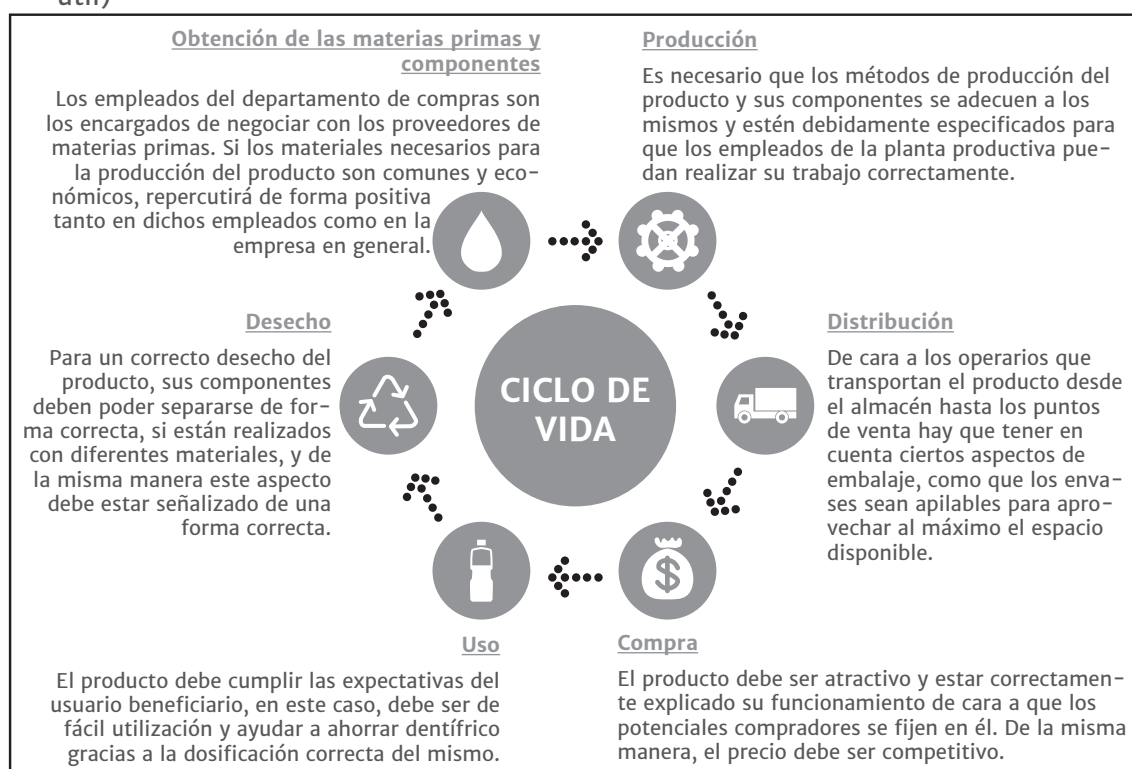 útil)
Obtención de las materias primas y
componentes
Los empleados del departamento de compras son
los encargados de negociar con los proveedores de
materias primas. Si los materiales necesarios para
la producción del producto son comunes y eco-
nómicos, repercutirá de forma positiva
tanto en dichos empleados como en la
empresa en general.
Producción
Es necesario que los métodos de producción del
producto y sus componentes se adecuen a los
mismos y estén debidamente especificados para
que los empleados de la planta productiva pue-
dan realizar su trabajo correctamente.
Distribución
De cara a los operarios que
transportan el producto desde
el almacén hasta los puntos
de venta hay que tener en
cuenta ciertos aspectos de
embalaje, como que los enva-
ses sean apilables para apro-
vechar al máximo el espacio
disponible.
Desecho
Para un correcto desecho del
producto, sus componentes
deben poder separarse de for-
ma correcta, si están realizados
con diferentes materiales, y de
la misma manera este aspecto
debe estar señalizado de una
forma correcta.
CICLO DE
VIDA
$
Uso
El producto debe cumplir las expectativas del
usuario beneficiario, en este caso, debe ser de
fácil utilización y ayudar a ahorrar dentífrico
gracias a la dosificación correcta del mismo.
Compra
El producto debe ser atractivo y estar correctamen-
te explicado su funcionamiento de cara a que los
potenciales compradores se fijen en él. De la misma
manera, el precio debe ser competitivo.